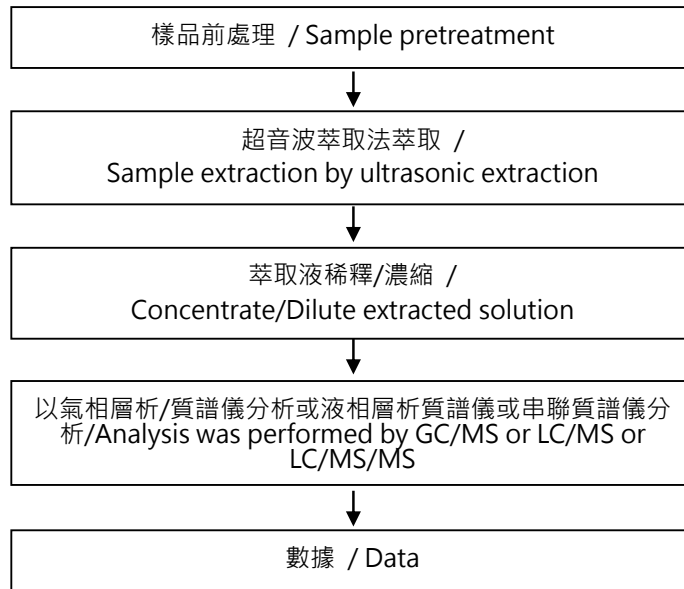 樣品前處理 / Sample pretreatment
超音波萃取法萃取 /
Sample extraction by ultrasonic extraction
萃取液稀釋/濃縮 /
Concentrate/Dilute extracted solution
以氣相層析/質譜儀分析或液相層析質譜儀或串聯質譜儀分
析/Analysis was performed by GC/MS or LC/MS or
LC/MS/MS
數據 / Data